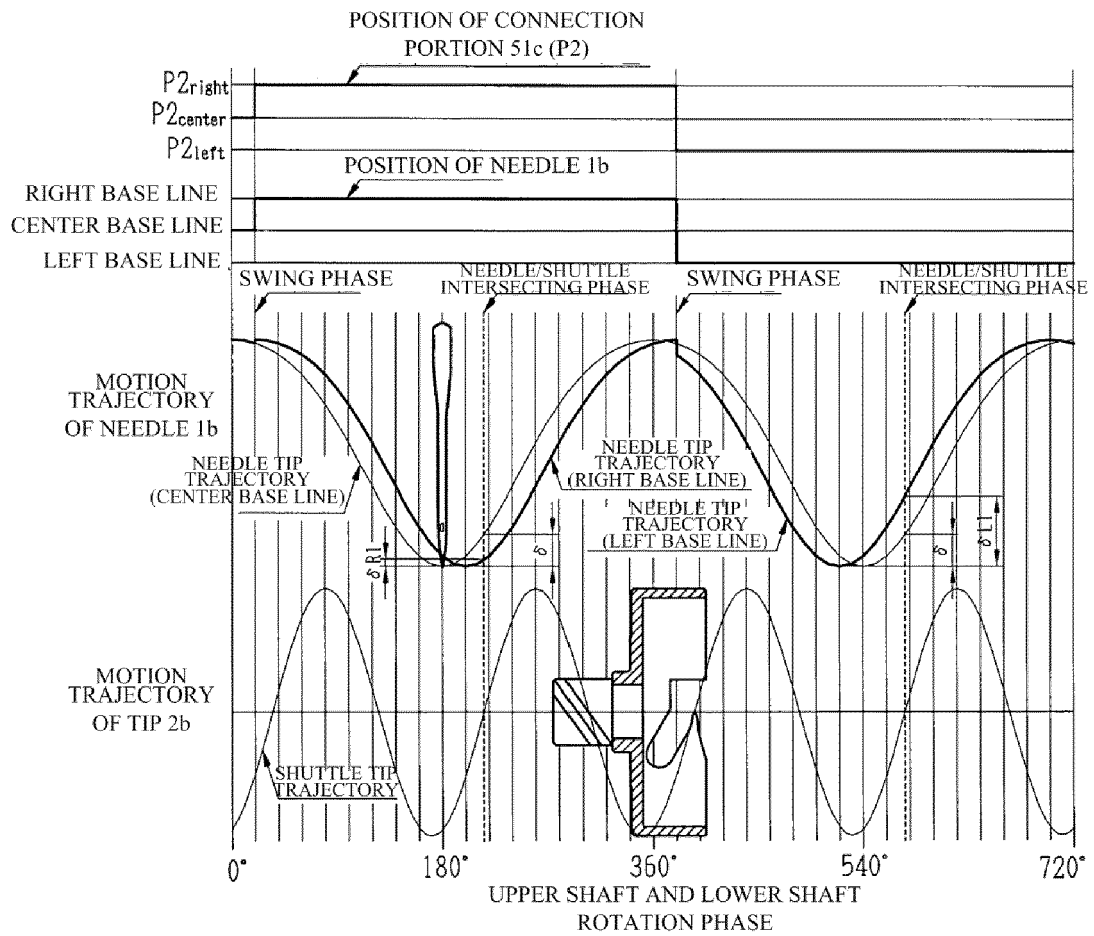 POSITION OF CONNECTION
PORTION 51c (P2)
P2right
P2center
P2left
POSITION OF NEEDLE 1b
RIGHT BASE LINE
CENTER BASE LINE
LEFT BASE LINE
SWING PHASE
NEEDLE/SHUTTLE
INTERSECTING PHASE
SWING PHASE
NEEDLE/SHUTTLE
INTERSECTING PHASE
MOTION
TRAJECTORY
OF NEEDLE 1b
NEEDLE TIP
TRAJECTORY
(CENTER BASE LINE)
NEEDLE TIP
TRAJECTORY
(RIGHT BASE LINE)
NEEDLE TIP
TRAJECTORY
(LEFT BASE LINE)
δR1
δ
δ
δL1
MOTION
TRAJECTORY
OF TIP 2b
SHUTTLE TIP
TRAJECTORY
0° 180° 360° 540° 720°
UPPER SHAFT AND LOWER SHAFT
ROTATION PHASE